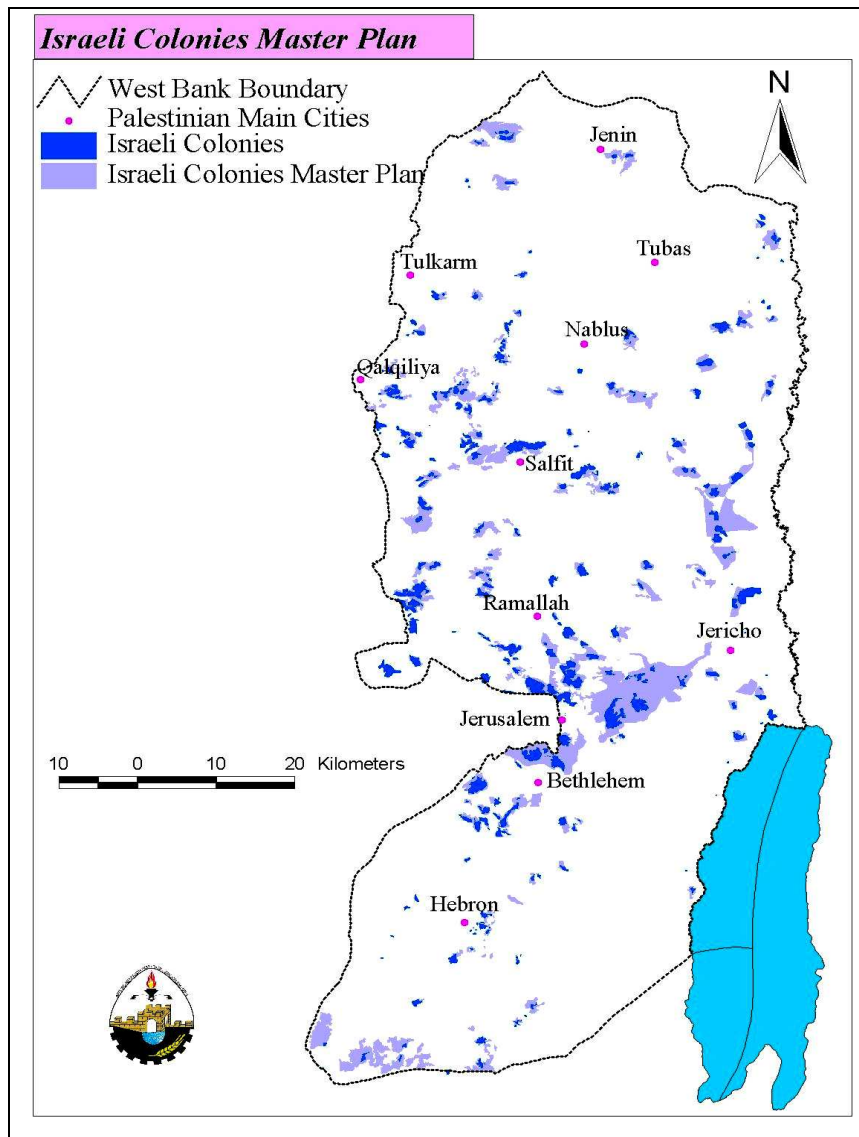 Israeli Colonies Master Plan
West Bank Boundary
Palestinian Main Cities
Israeli Colonies
Israeli Colonies Master Plan
N
Jenin
Tubas
Tulkarm
Nablus
Qalqiliya
Salfit
Ramallah
Jericho
Jerusalem
10 0 10 20 Kilometers
Bethlehem
Hebron